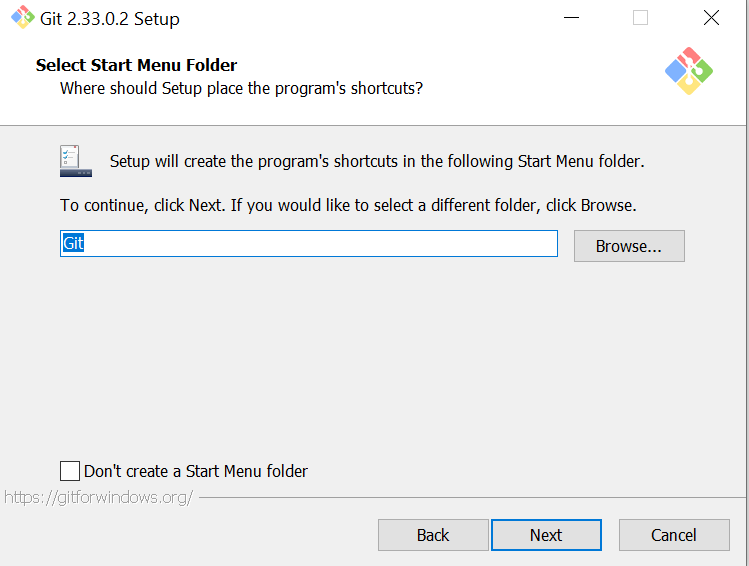 Git 2.33.0.2 Setup
Select Start Menu Folder
Where should Setup place the program's shortcuts?
Setup will create the program's shortcuts in the following Start Menu folder.
To continue, click Next. If you would like to select a different folder, click Browse.
Git
Browse...
Don't create a Start Menu folder
https://gitforwindows.org/
Back
Next
Cancel